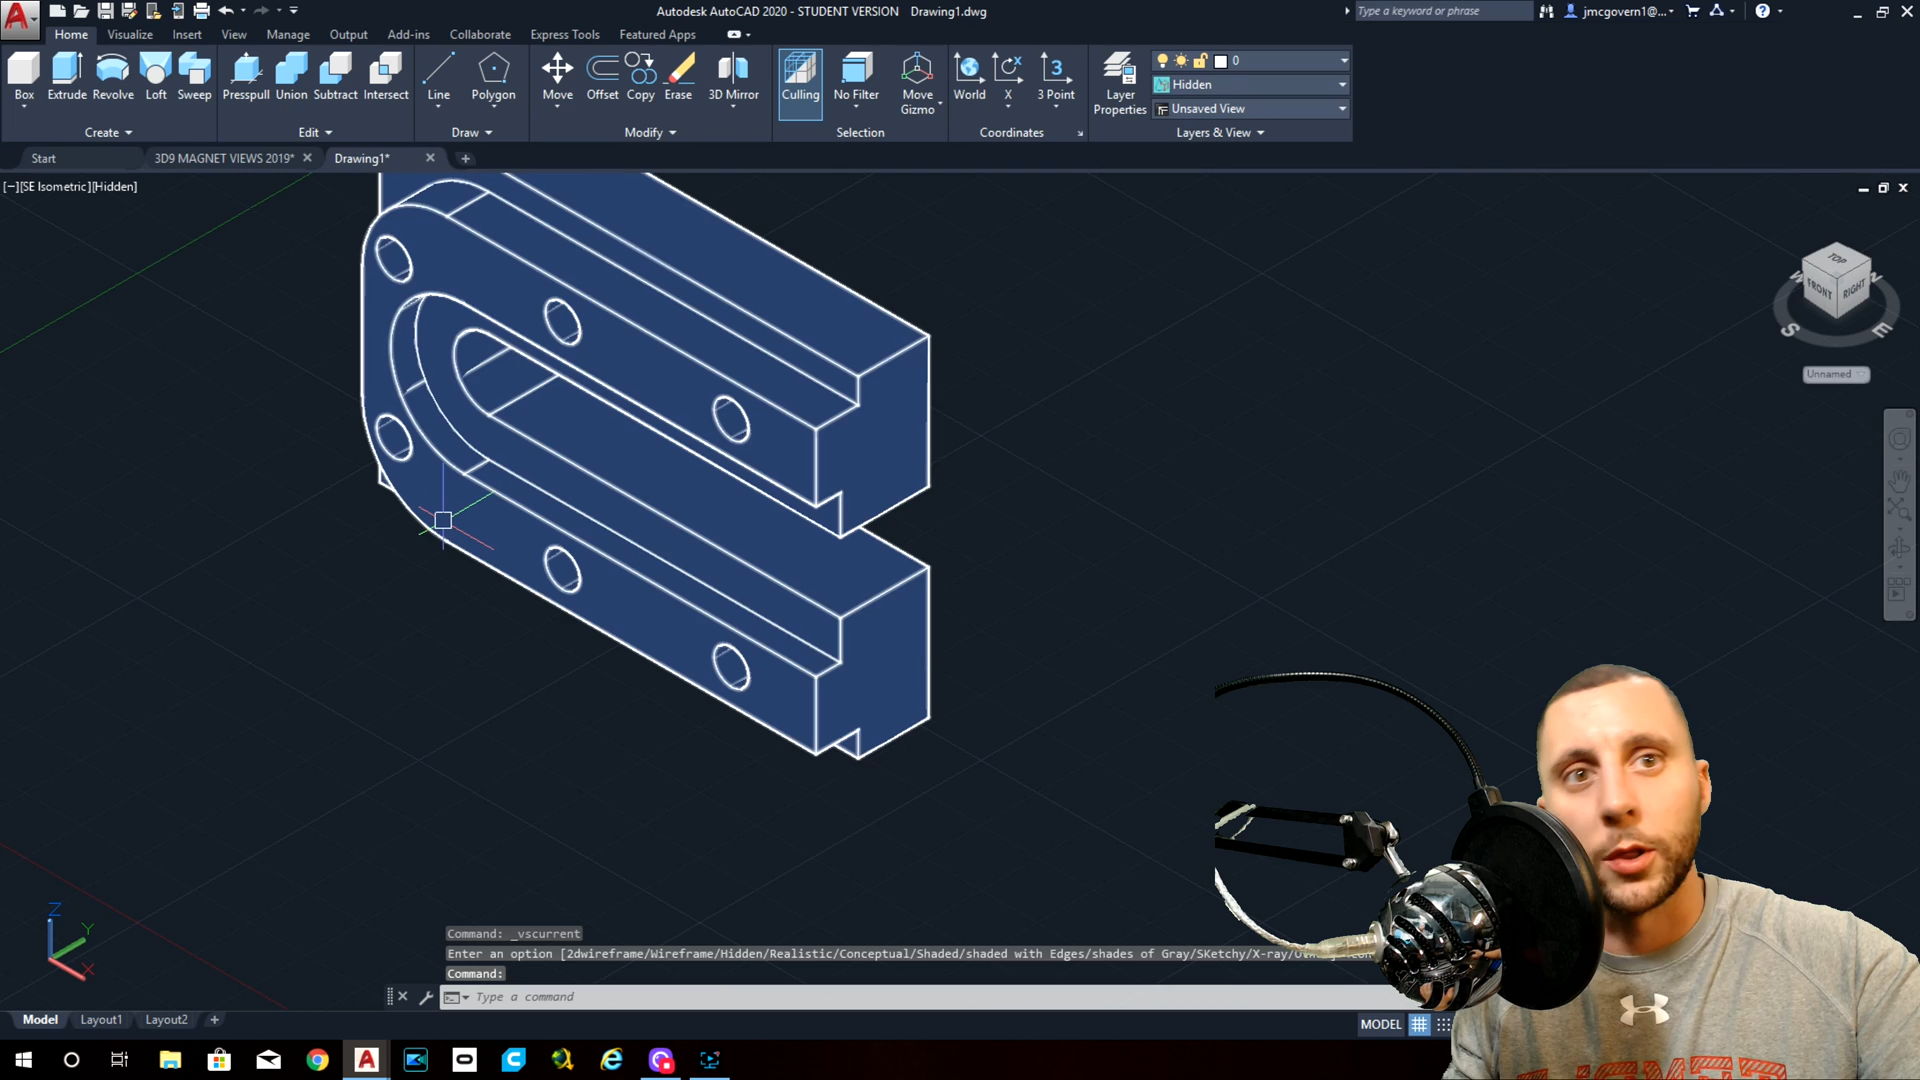 Autodesk AutoCAD 2020 - STUDENT VERSION Drawing1.dwg
Type a keyword or phrase
jmcgovern1@...
Home Visualize Insert View Manage Output Add-ins Collaborate Express Tools Featured Apps
Box Extrude Revolve Loft Sweep Presspull Union Subtract Intersect Line Polygon Move Offset Copy Erase 3D Mirror Culling No Filter Move Gizmo World X 3 Point Layer Properties
0
Hidden
Unsaved View
Create Edit Draw Modify Selection Coordinates Layers & View
Start 3D9 MAGNET VIEWS 2019* Drawing1*
[−][SE Isometric][Hidden]
TOP
W N
FRONT RIGHT
S E
Unnamed
Z
Y
X
Command: _vscurrent
Enter an option [2dwireframe/Wireframe/Hidden/Realistic/Conceptual/Shaded/shaded with Edges/shades of Gray/SKetchy/X-ray/
Command:
Type a command
Model Layout1 Layout2
MODEL